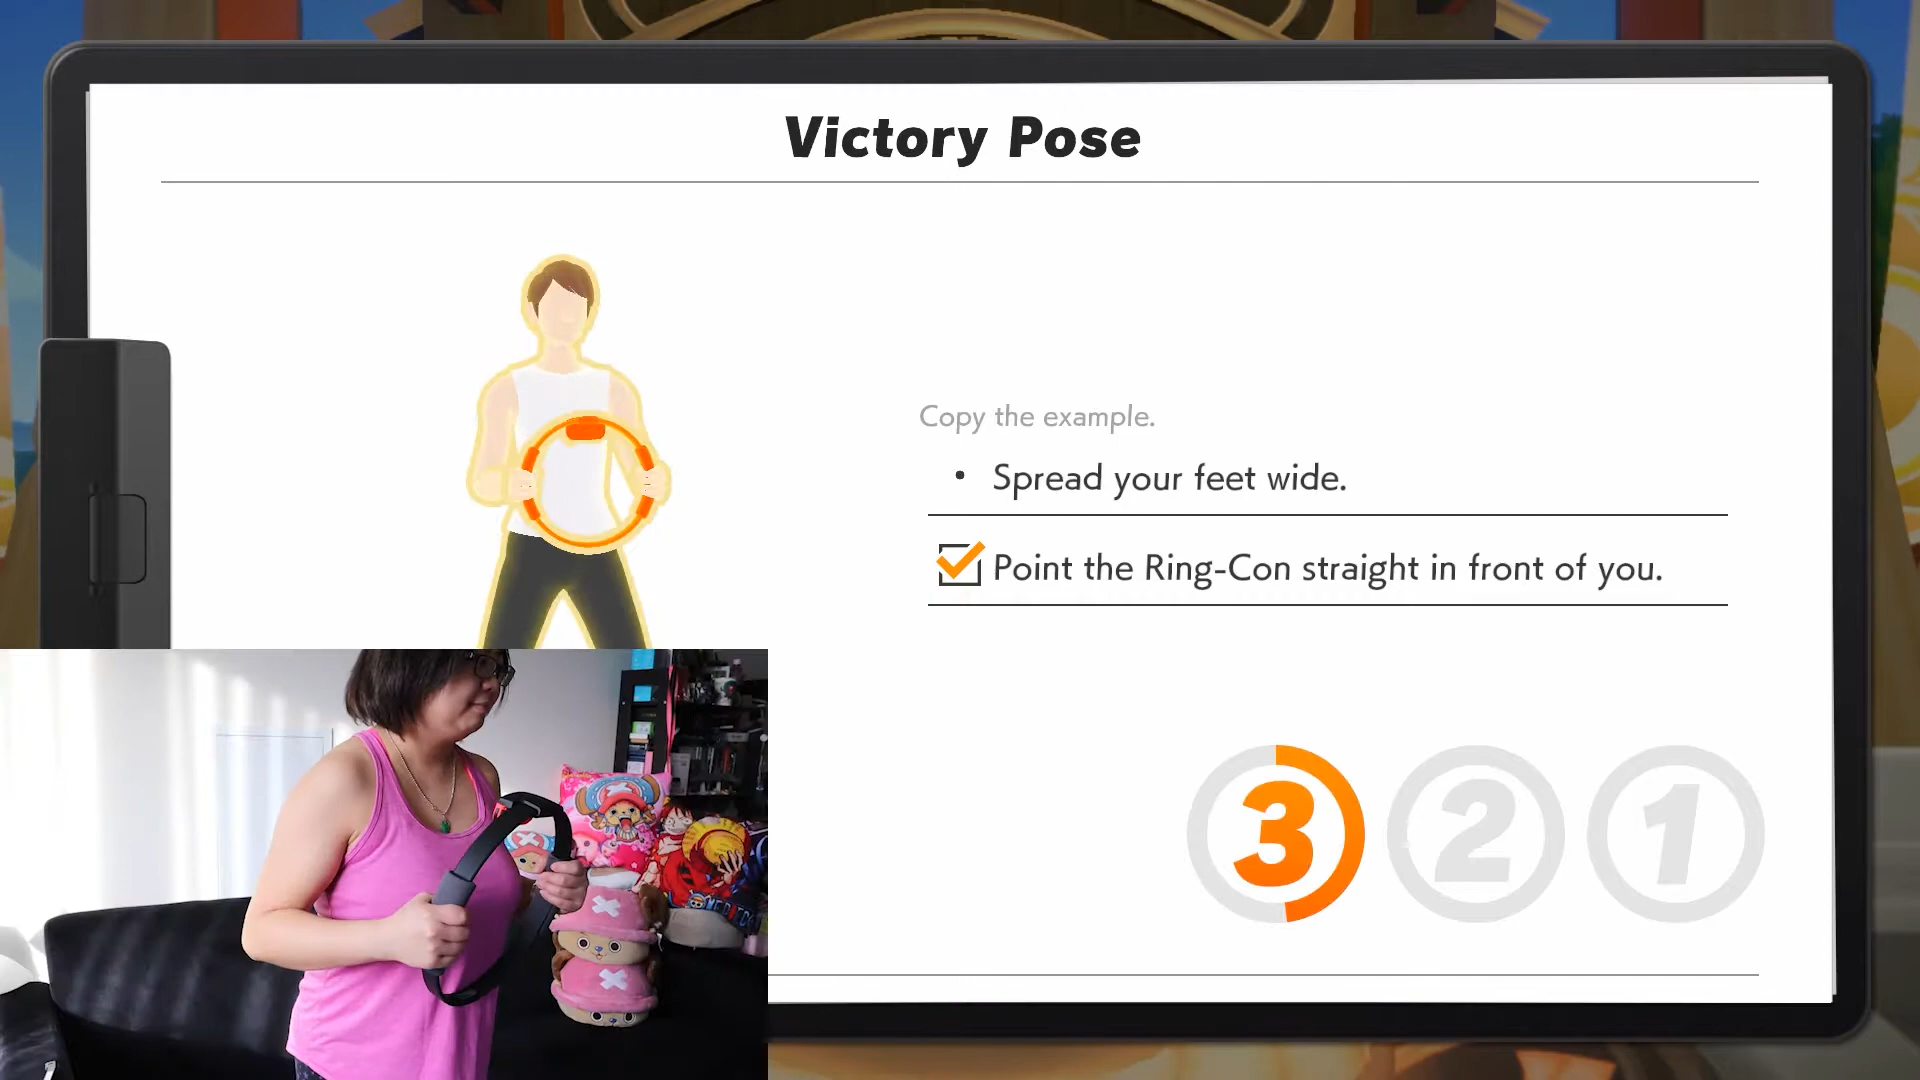 Victory Pose
Copy the example.
• Spread your feet wide.
Point the Ring-Con straight in front of you.
3 2 1